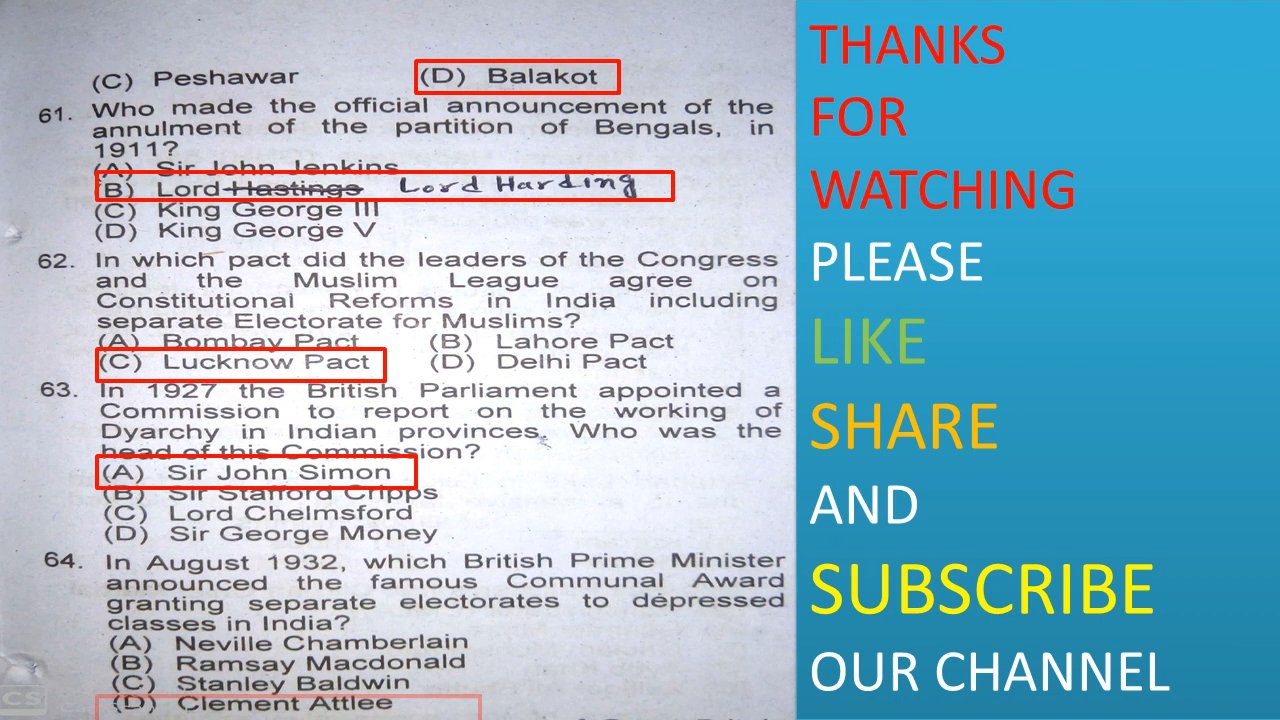 (C) Peshawar (D) Balakot
61. Who made the official announcement of the
annulment of the partition of Bengals, in
1911?
(A) Sir John Jenkins
(B) Lord Hastings Lord Harding
(C) King George III
(D) King George V
62. In which pact did the leaders of the Congress
and the Muslim League agree on
Constitutional Reforms in India including
separate Electorate for Muslims?
(A) Bombay Pact (B) Lahore Pact
(C) Lucknow Pact (D) Delhi Pact
63. In 1927 the British Parliament appointed a
Commission to report on the working of
Dyarchy in Indian provinces. Who was the
head of this Commission?
(A) Sir John Simon
(B) Sir Stafford Cripps
(C) Lord Chelmsford
(D) Sir George Money
64. In August 1932, which British Prime Minister
announced the famous Communal Award
granting separate electorates to depressed
classes in India?
(A) Neville Chamberlain
(B) Ramsay Macdonald
(C) Stanley Baldwin
(D) Clement Attlee
CS
THANKS
FOR
WATCHING
PLEASE
LIKE
SHARE
AND
SUBSCRIBE
OUR CHANNEL